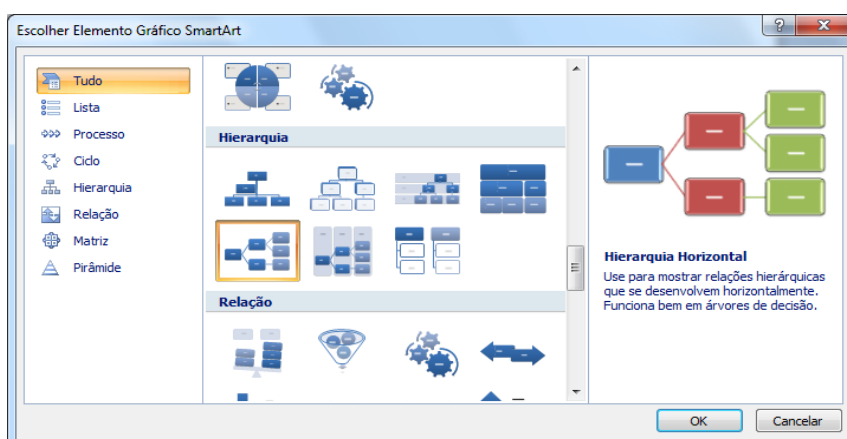 Escolher Elemento Gráfico SmartArt
Tudo
Lista
Processo
Ciclo
Hierarquia
Relação
Matriz
Pirâmide
Hierarquia
Relação
Hierarquia Horizontal
Use para mostrar relações hierárquicas
que se desenvolvem horizontalmente.
Funciona bem em árvores de decisão.
OK
Cancelar